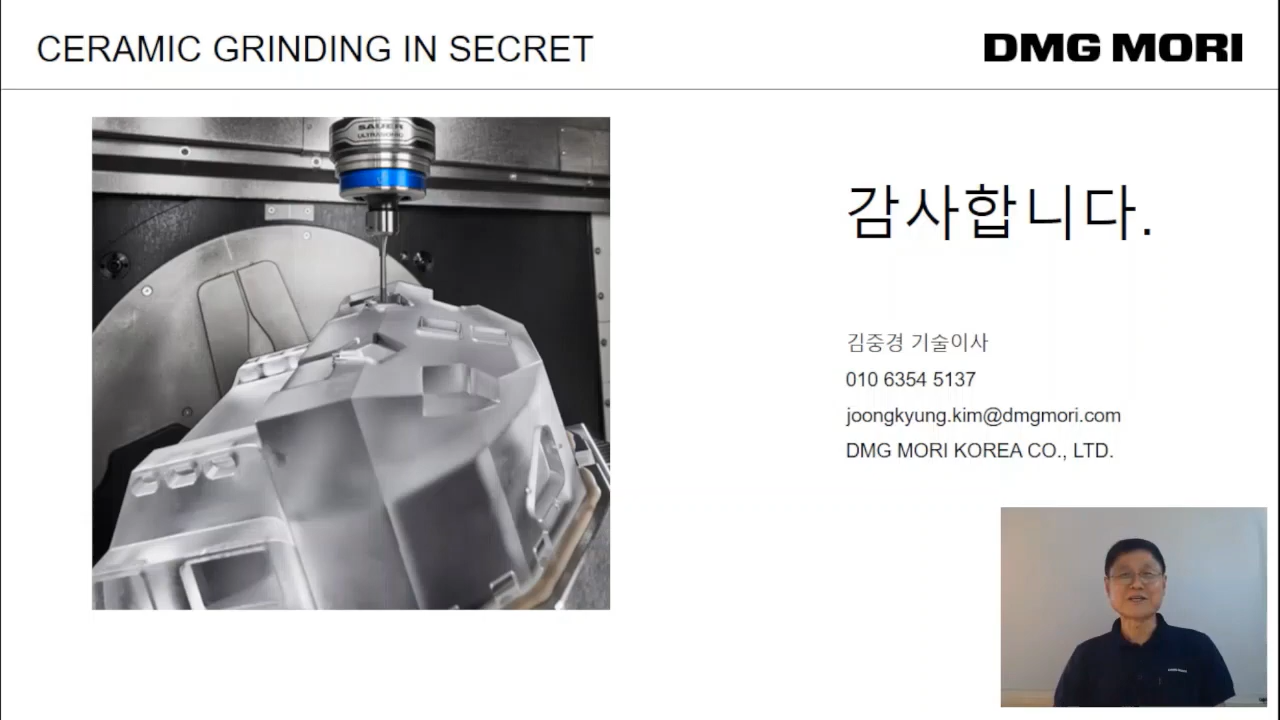 CERAMIC GRINDING IN SECRET
DMG MORI
SAUER
ULTRASONIC
감사합니다.
김중경 기술이사
010 6354 5137
joongkyung.kim@dmgmori.com
DMG MORI KOREA CO., LTD.